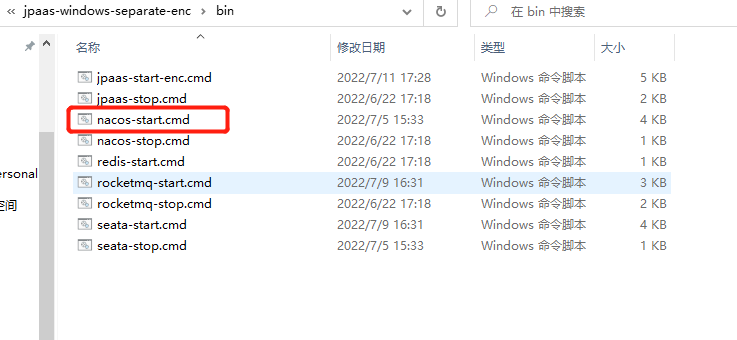 « jpaas-windows-separate-enc › bin
在 bin 中搜索
名称 修改日期 类型 大小
jpaas-start-enc.cmd 2022/7/11 17:28 Windows 命令脚本 5 KB
jpaas-stop.cmd 2022/6/22 17:18 Windows 命令脚本 2 KB
nacos-start.cmd 2022/7/5 15:33 Windows 命令脚本 4 KB
nacos-stop.cmd 2022/6/22 17:18 Windows 命令脚本 1 KB
redis-start.cmd 2022/6/22 17:18 Windows 命令脚本 1 KB
ersonal
rocketmq-start.cmd 2022/7/9 16:31 Windows 命令脚本 3 KB
空间
rocketmq-stop.cmd 2022/6/22 17:18 Windows 命令脚本 2 KB
seata-start.cmd 2022/7/9 16:31 Windows 命令脚本 4 KB
seata-stop.cmd 2022/7/5 15:33 Windows 命令脚本 1 KB